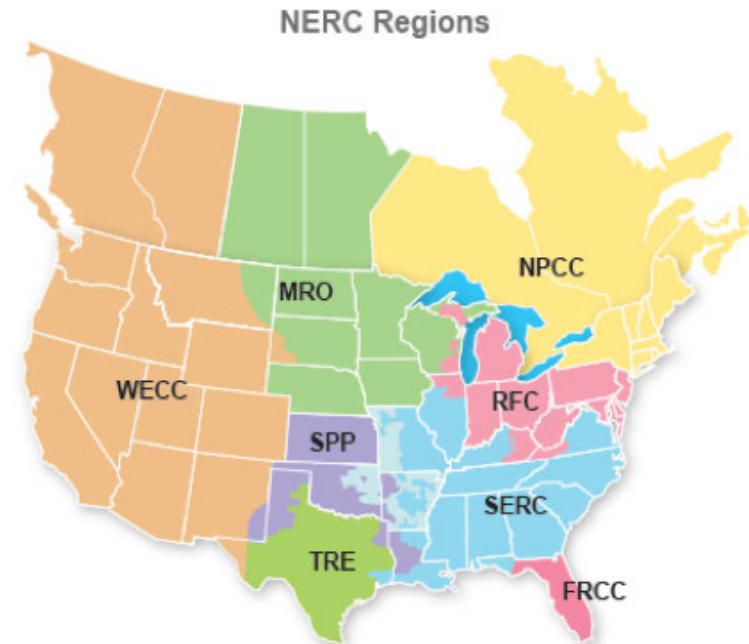 NERC Regions
NPCC
MRO
WECC
RFC
SPP
SERC
TRE
FRCC